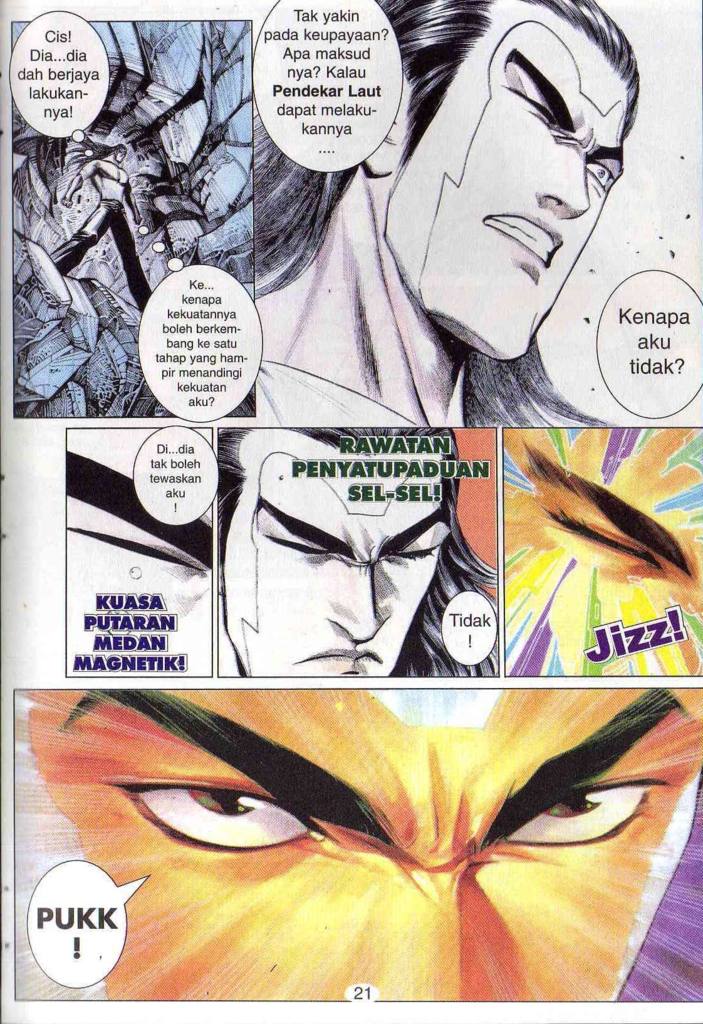 Cis!
Dia...dia
dah berjaya
lakukan-
nya!
Tak yakin
pada keupayaan?
Apa maksud
nya? Kalau
Pendekar Laut
dapat melaku-
kannya
....
Ke...
kenapa
kekuatannya
boleh berkem-
bang ke satu
tahap yang ham-
pir menandingi
kekuatan
aku?
Kenapa
aku
tidak?
Di...dia
tak boleh
tewaskan
aku
!
KUASA
PUTARAN
MEDAN
MAGNETIK!
RAWATAN
PENYATUPADUAN
SEL-SEL!
Tidak
!
Jizz!
PUKK
!
21